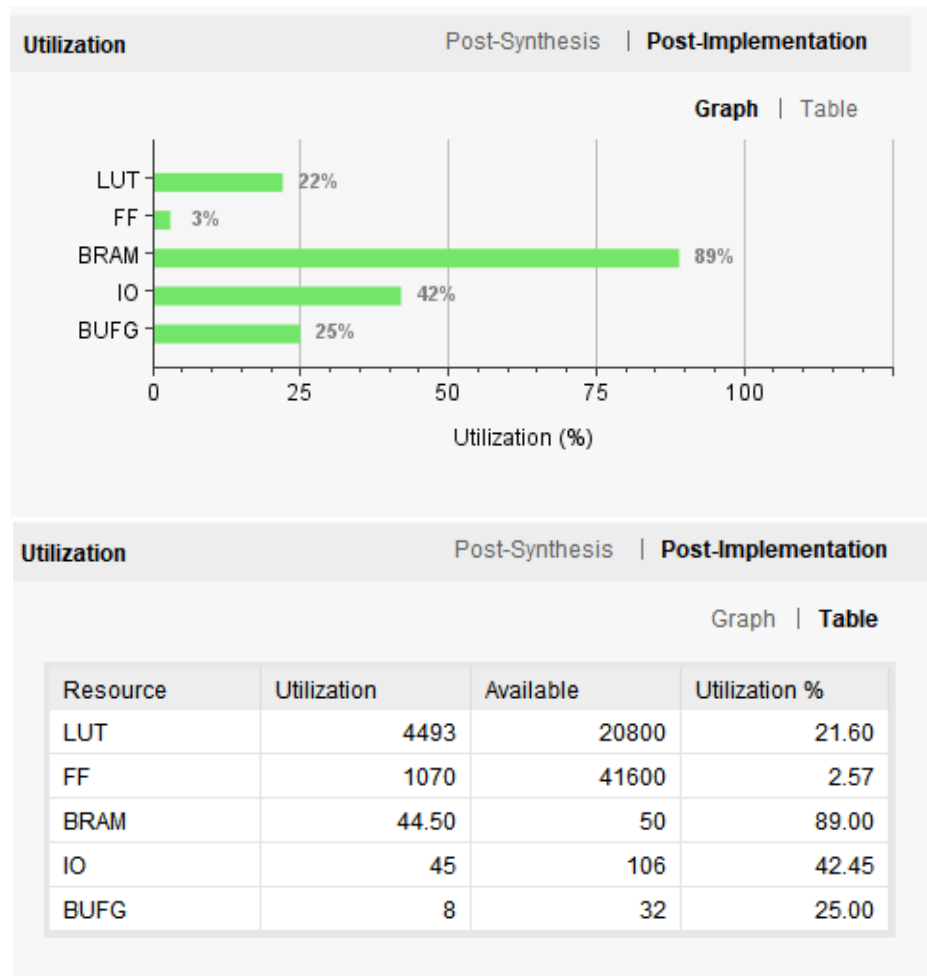 Utilization Post-Synthesis | Post-Implementation
Graph | Table
LUT 22%
FF 3%
BRAM 89%
IO 42%
BUFG 25%
0 25 50 75 100
Utilization (%)
Utilization Post-Synthesis | Post-Implementation
Graph | Table
Resource Utilization Available Utilization %
LUT 4493 20800 21.60
FF 1070 41600 2.57
BRAM 44.50 50 89.00
IO 45 106 42.45
BUFG 8 32 25.00